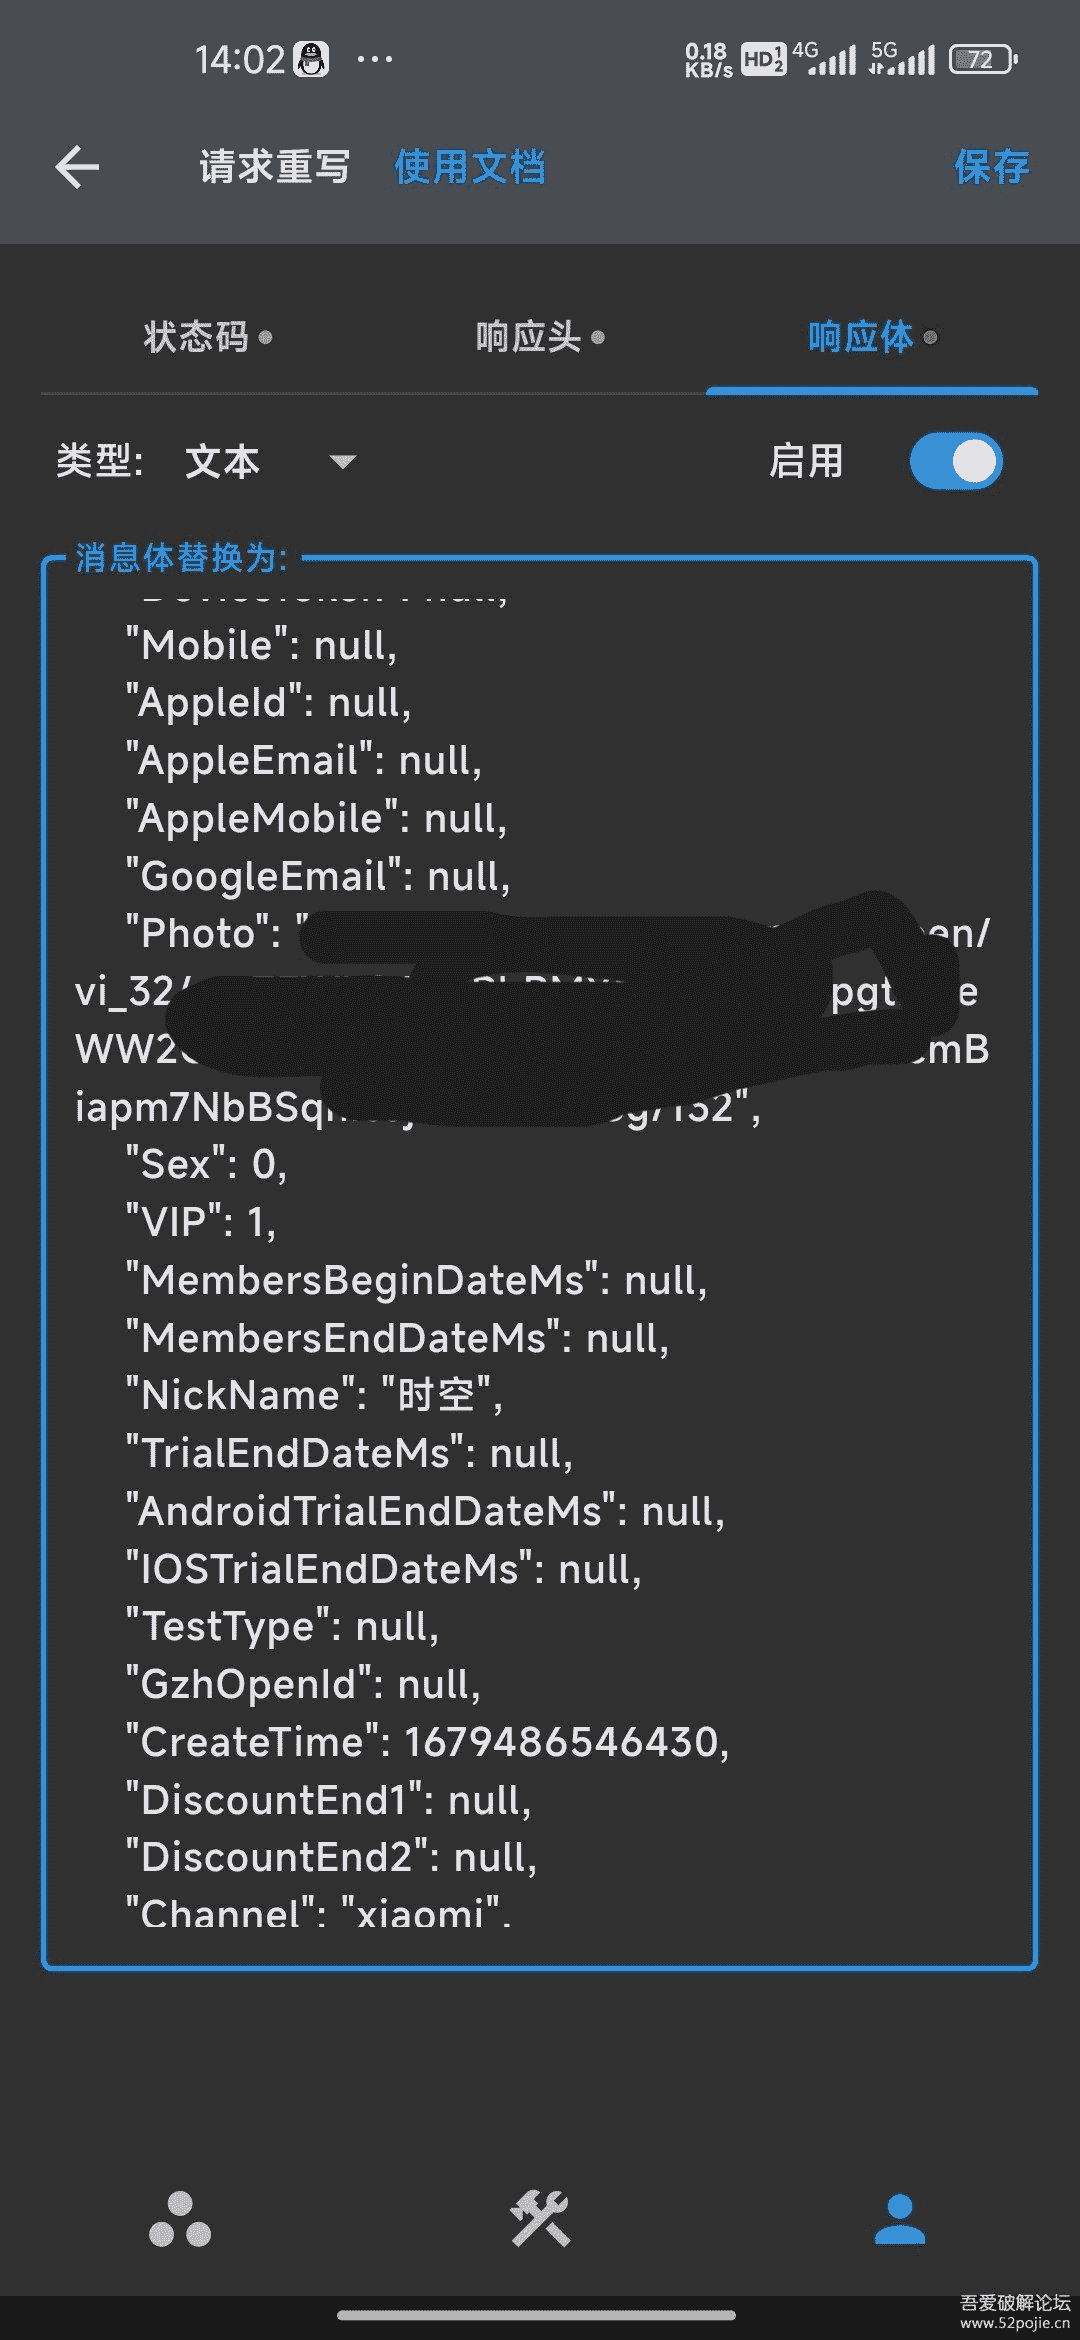 14:02 ...
0.18 KB/s HD 1 2 4G 5G 72
请求重写 使用文档 保存
状态码 响应头 响应体
类型: 文本 启用
消息体替换为:
"Mobile": null,
"AppleId": null,
"AppleEmail": null,
"AppleMobile": null,
"GoogleEmail": null,
"Photo": "
vi_32/
iapm7NbBSq
"Sex": 0,
"VIP": 1,
"MembersBeginDateMs": null,
"MembersEndDateMs": null,
"NickName": "时空",
"TrialEndDateMs": null,
"AndroidTrialEndDateMs": null,
"IOSTrialEndDateMs": null,
"TestType": null,
"GzhOpenId": null,
"CreateTime": 1679486546430,
"DiscountEnd1": null,
"DiscountEnd2": null,
"Channel": "xiaomi",
吾爱破解论坛
www.52pojie.cn